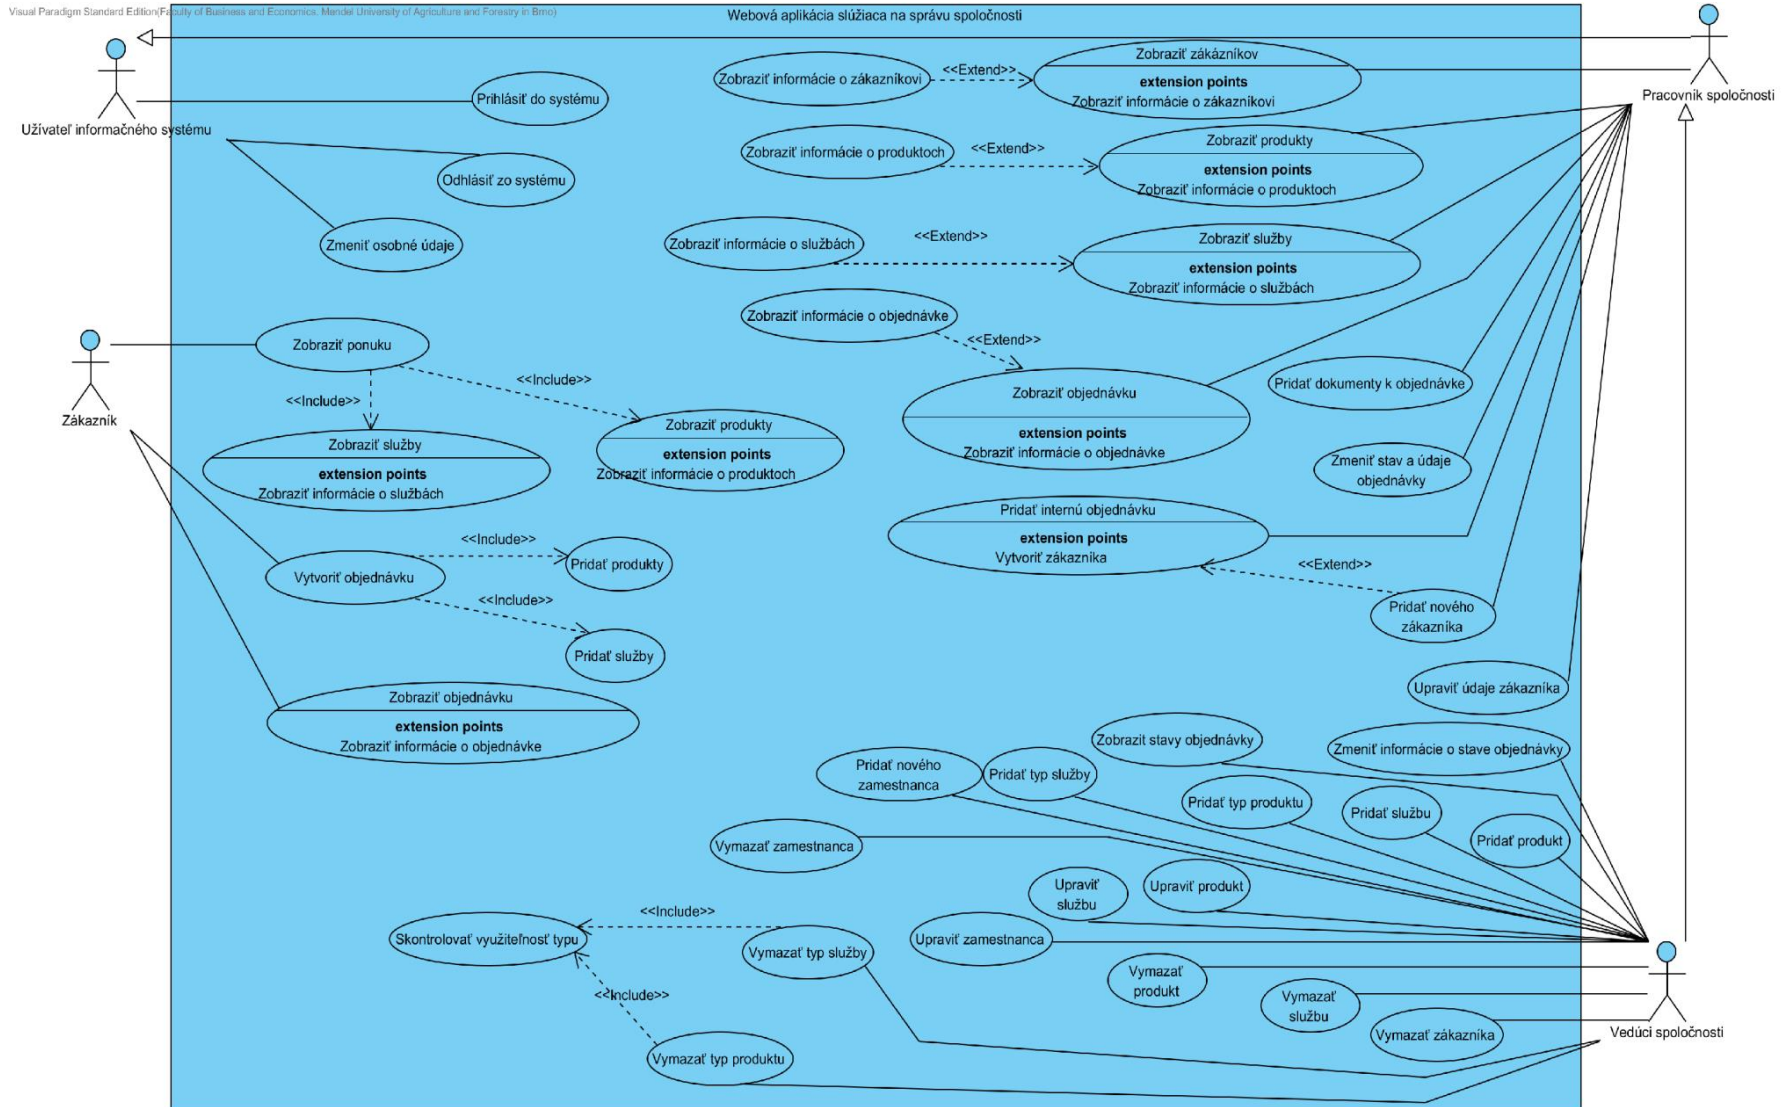 Visual Paradigm Standard Edition(Faculty of Business and Economics, Mendel University of Agriculture and Forestry in Brno)
Webová aplikácia slúžiaca na správu spoločnosti
Užívateľ informačného systému
Prihlásiť do systému
Odhlásiť zo systému
Zmeniť osobné údaje
Zobraziť informácie o zákazníkovi
<<Extend>>
Zobraziť zákázníkov
extension points
Zobraziť informácie o zákazníkovi
Pracovník spoločnosti
Zobraziť informácie o produktoch
<<Extend>>
Zobraziť produkty
extension points
Zobraziť informácie o produktoch
Zobraziť informácie o službách
<<Extend>>
Zobraziť služby
extension points
Zobraziť informácie o službách
Zobraziť informácie o objednávke
<<Extend>>
Zobraziť objednávku
extension points
Zobraziť informácie o objednávke
Pridať dokumenty k objednávke
Zmeniť stav a údaje
objednávky
Zákazník
Zobraziť ponuku
<<Include>>
<<Include>>
Zobraziť služby
extension points
Zobraziť informácie o službách
Zobraziť produkty
extension points
Zobraziť informácie o produktoch
Pridať internú objednávku
extension points
Vytvoriť zákazníka
<<Extend>>
Pridať nového
zákazníka
Vytvoriť objednávku
<<Include>>
Pridať produkty
<<Include>>
Pridať služby
Zobraziť objednávku
extension points
Zobraziť informácie o objednávke
Upraviť údaje zákazníka
Zobrazit stavy objednávky
Zmeniť informácie o stave objednávky
Pridať nového
zamestnanca
Pridať typ služby
Pridať typ produktu
Pridať službu
Pridať produkt
Vymazať zamestnanca
Upraviť
službu
Upraviť produkt
Upraviť zamestnanca
Skontrolovať využiteľnosť typu
<<Include>>
Vymazať typ služby
<<Include>>
Vymazať typ produktu
Vymazať
produkt
Vymazať
službu
Vymazať zákazníka
Vedúci spoločnosti